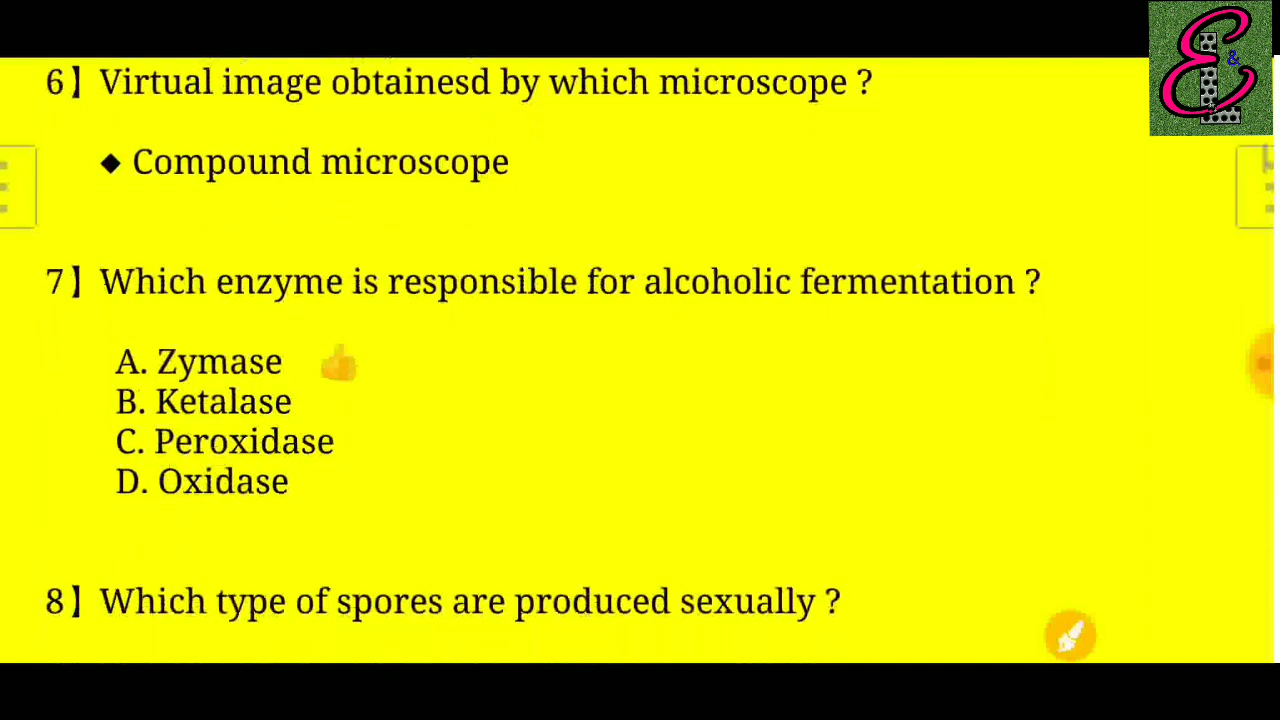 6】Virtual image obtainesd by which microscope ?
◆ Compound microscope
7】Which enzyme is responsible for alcoholic fermentation ?
A. Zymase
B. Ketalase
C. Peroxidase
D. Oxidase
8】Which type of spores are produced sexually ?
E & L